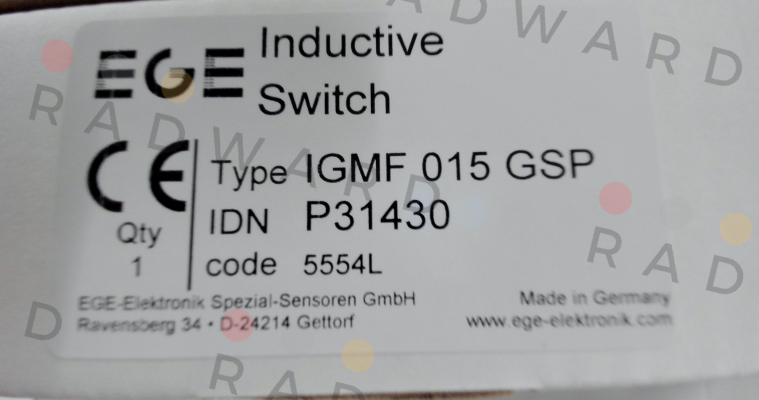 EGE Inductive
Switch
CE Type IGMF 015 GSP
IDN P31430
Qty
1 code 5554L
EGE-Elektronik Spezial-Sensoren GmbH
Ravensberg 34 • D-24214 Gettorf
Made in Germany
www.ege-elektronik.com
RADWARD
RADWARD
RAD
D
RAD